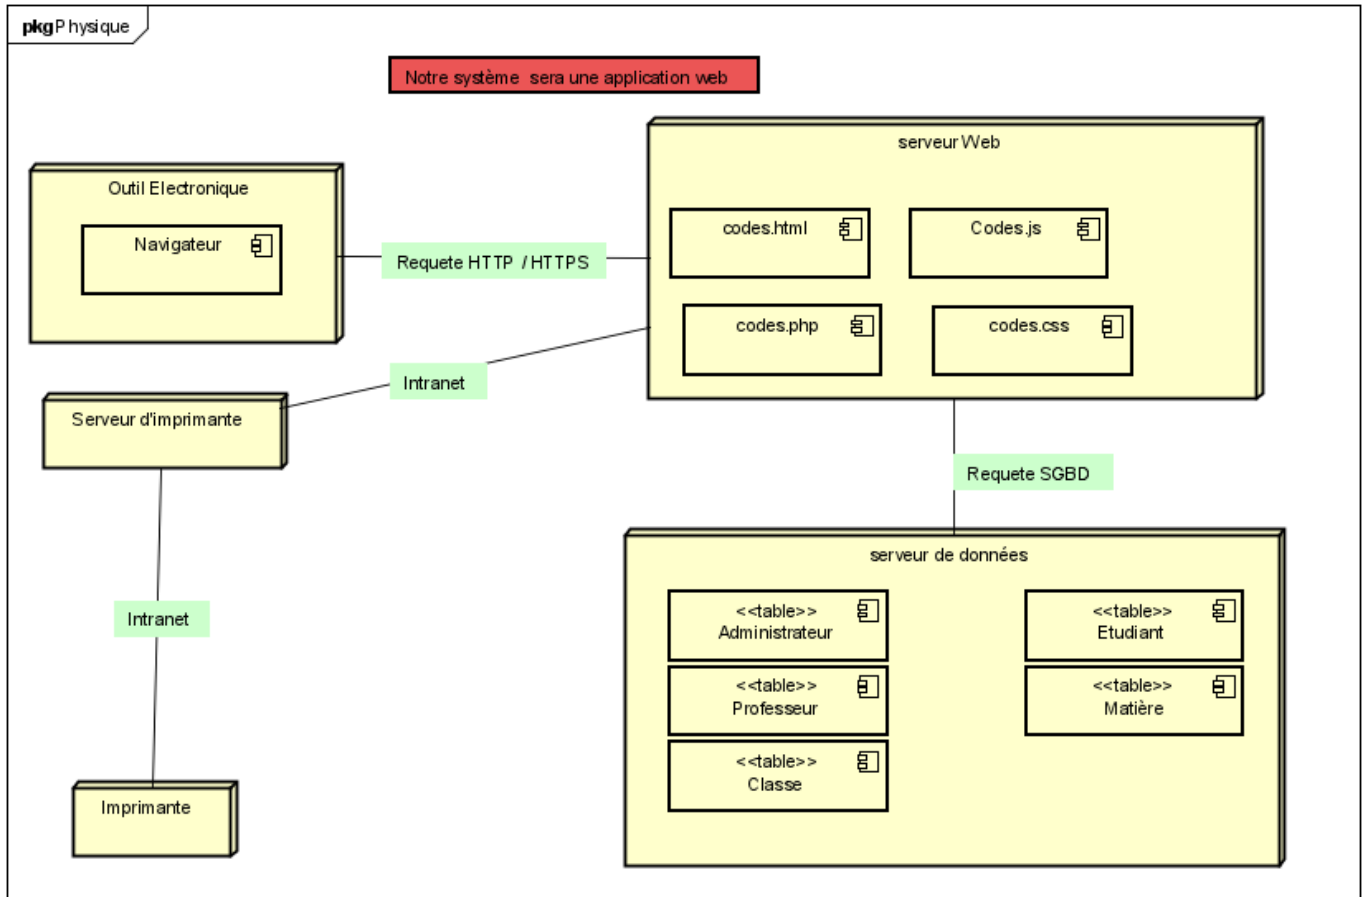 pkg Physique
Notre système sera une application web
serveur Web
Outil Electronique
codes.html
Codes.js
Navigateur
Requete HTTP / HTTPS
codes.php
codes.css
Intranet
Serveur d'imprimante
Requete SGBD
serveur de données
<<table>>
Administrateur
<<table>>
Etudiant
Intranet
<<table>>
Professeur
<<table>>
Matière
<<table>>
Classe
Imprimante